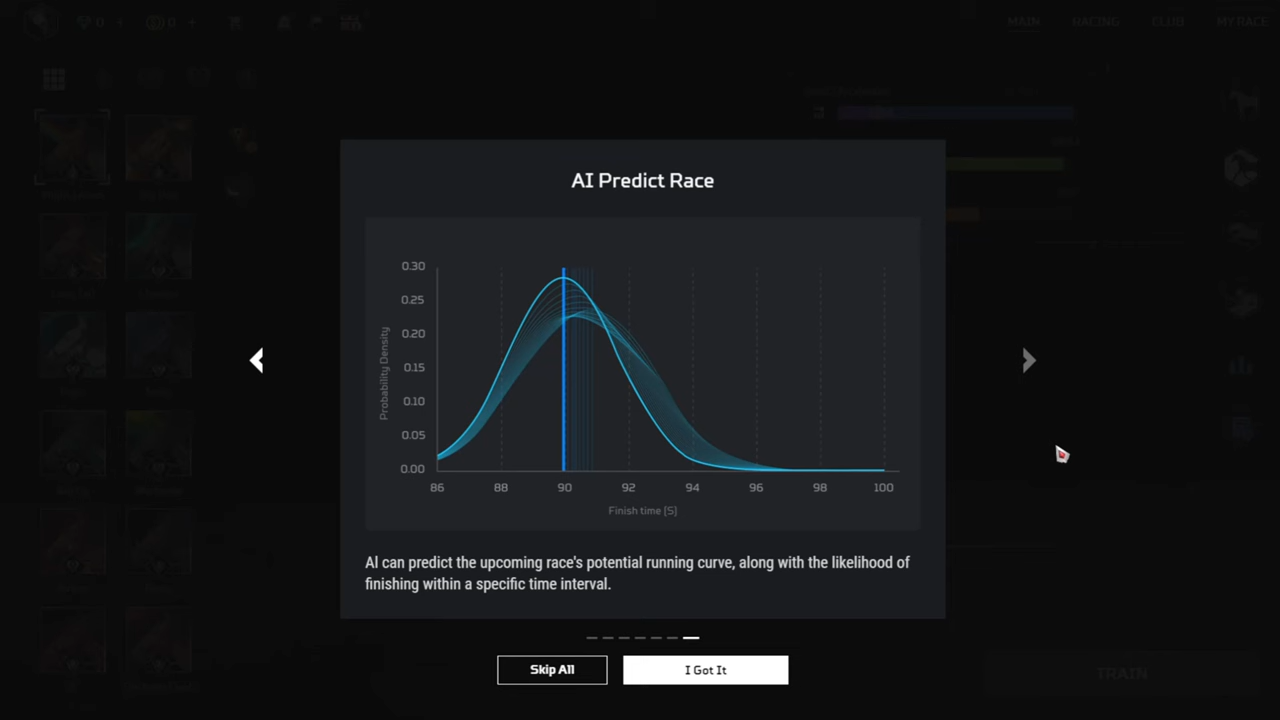 0
0
MAIN
RACING
CLUB
MY RACE
AI Predict Race
0.30
0.25
0.20
0.15
0.10
0.05
0.00
Probability Density
86 88 90 92 94 96 98 100
Finish time [S]
AI can predict the upcoming race's potential running curve, along with the likelihood of
finishing within a specific time interval.
Skip All
I Got It
TRAIN